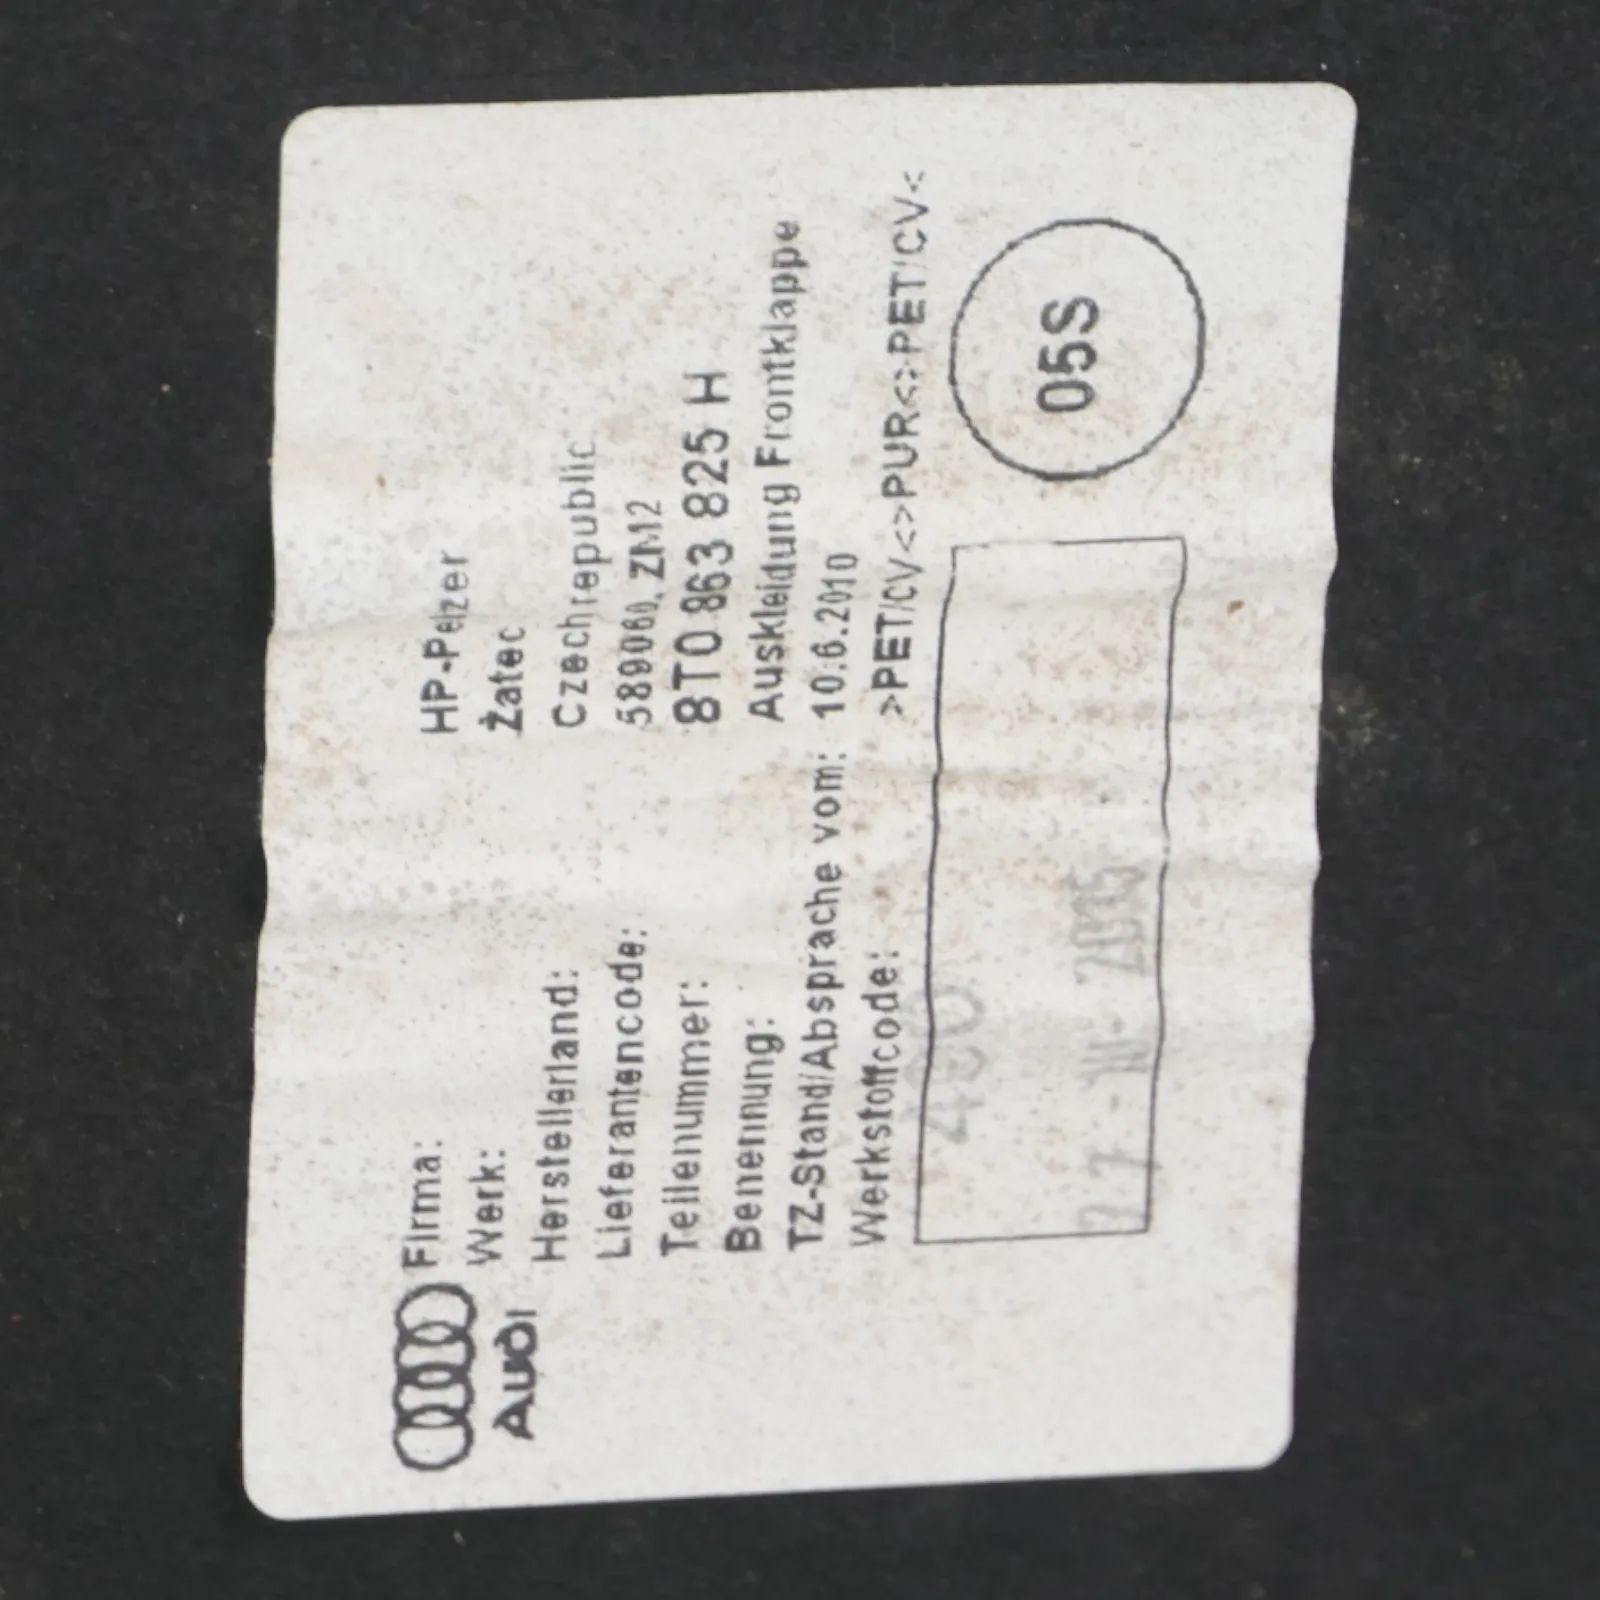 AUDI
Firma: HP-Pelzer
Werk: Žatec
Herstellerland: Czechrepublic
Lieferantencode: 589060, ZM12
Teilenummer: 8T0 863 825 H
Benennung: Auskleidung Frontklappe
TZ-Stand/Absprache vom: 10.6.2010
Werkstoffcode: >PET/CV<>PUR<>PET/CV<
05S